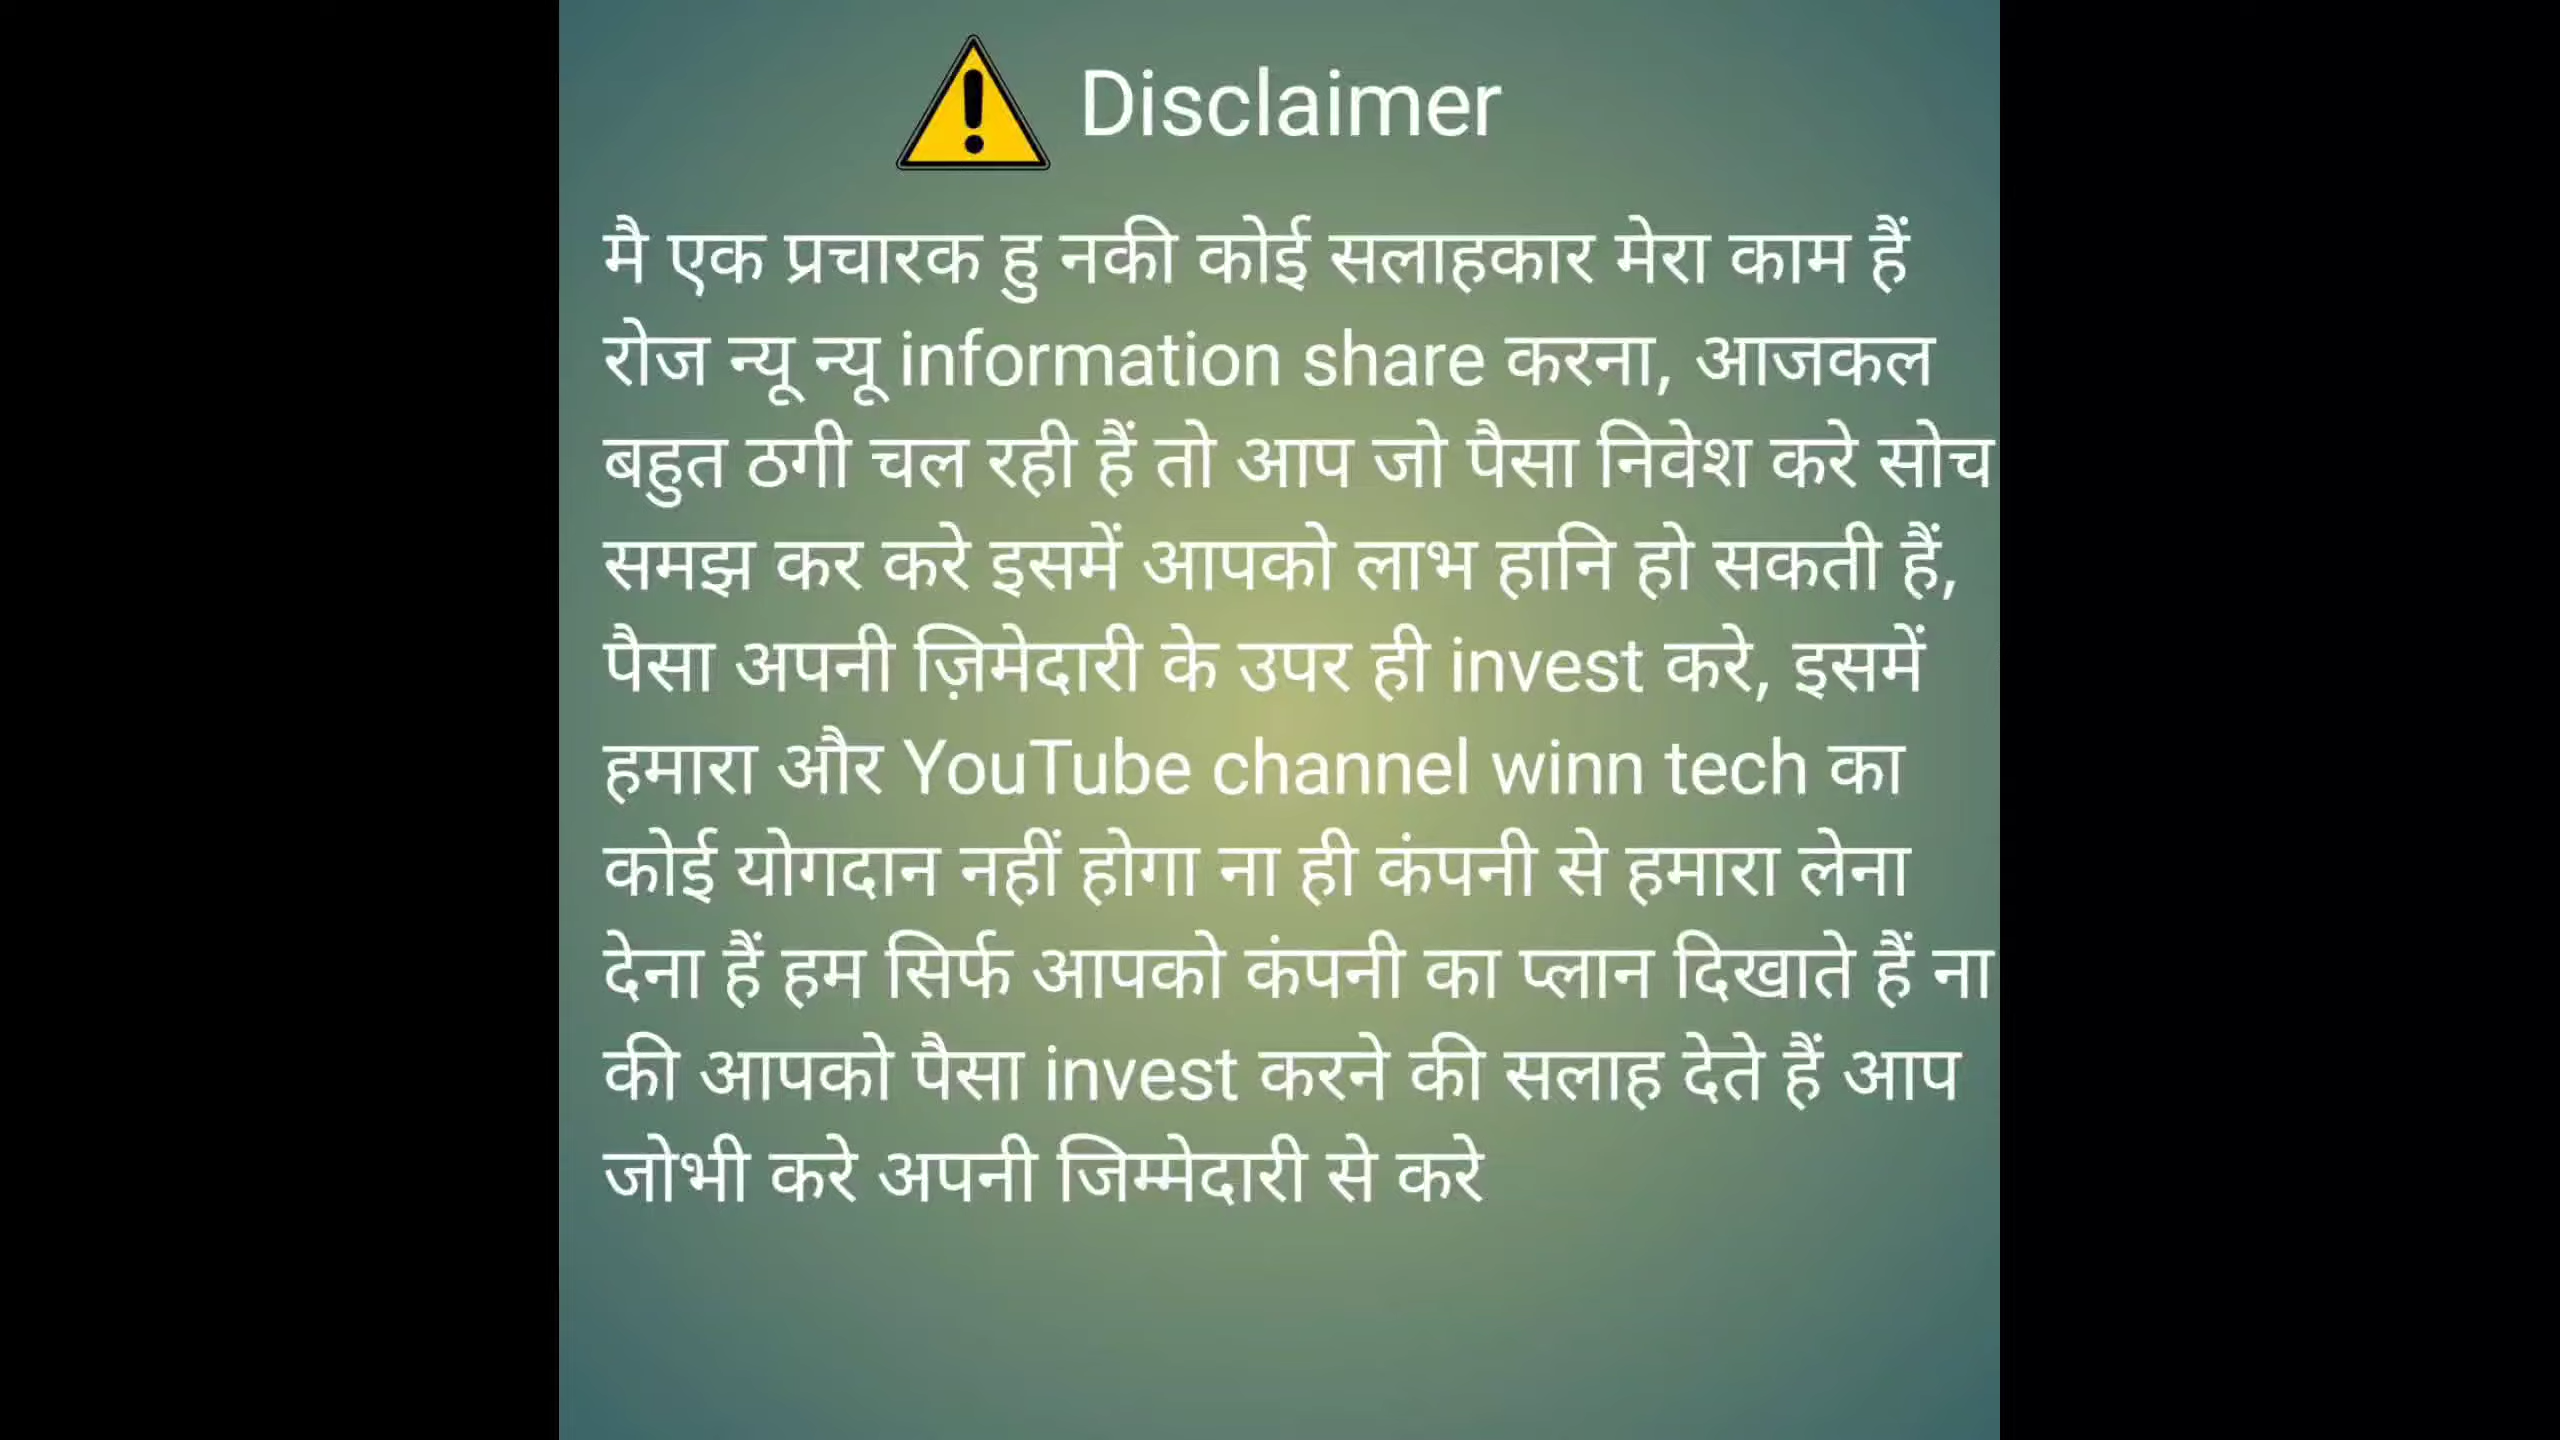 Disclaimer
मै एक प्रचारक हु नकी कोई सलाहकार मेरा काम हैं
रोज न्यू न्यू information share करना, आजकल
बहुत ठगी चल रही हैं तो आप जो पैसा निवेश करे सोच
समझ कर करे इसमें आपको लाभ हानि हो सकती हैं,
पैसा अपनी ज़िमेदारी के उपर ही invest करे, इसमें
हमारा और YouTube channel winn tech का
कोई योगदान नहीं होगा ना ही कंपनी से हमारा लेना
देना हैं हम सिर्फ आपको कंपनी का प्लान दिखाते हैं ना
की आपको पैसा invest करने की सलाह देते हैं आप
जोभी करे अपनी जिम्मेदारी से करे